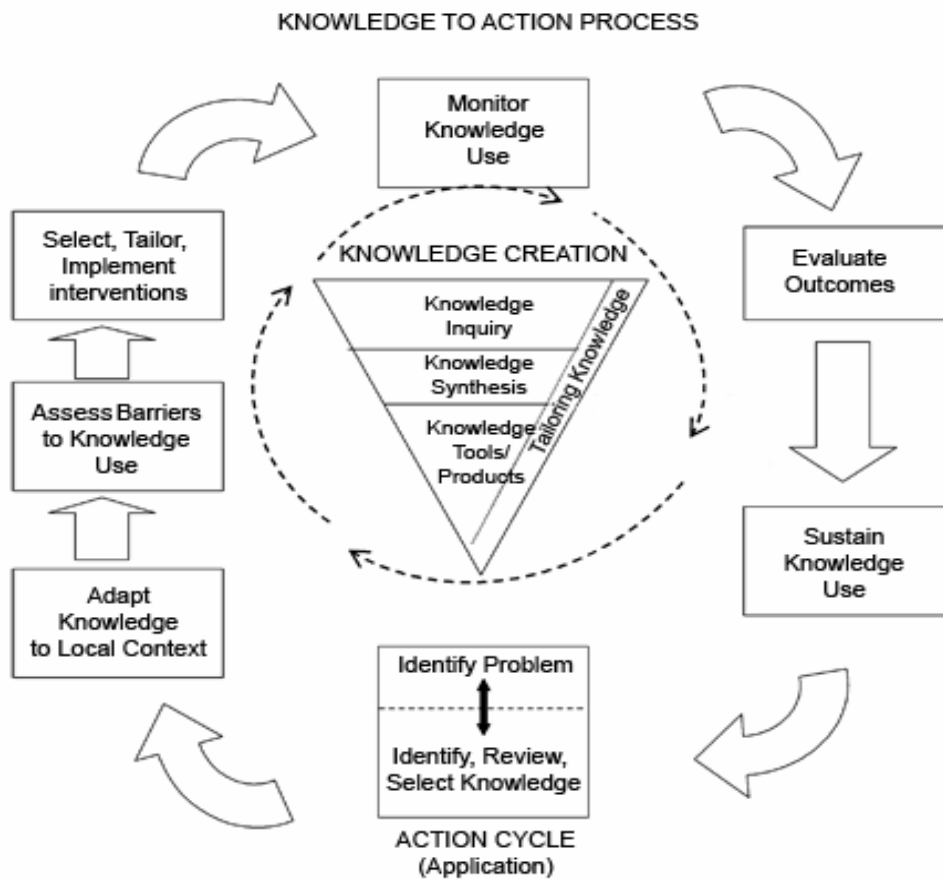 KNOWLEDGE TO ACTION PROCESS
Monitor
Knowledge
Use
Select, Tailor,
Implement
interventions
Evaluate
Outcomes
KNOWLEDGE CREATION
Knowledge
Inquiry
Knowledge
Synthesis
Knowledge
Tools/
Products
Tailoring Knowledge
Assess Barriers
to Knowledge
Use
Sustain
Knowledge
Use
Adapt
Knowledge
to Local Context
Identify Problem
Identify, Review,
Select Knowledge
ACTION CYCLE
(Application)